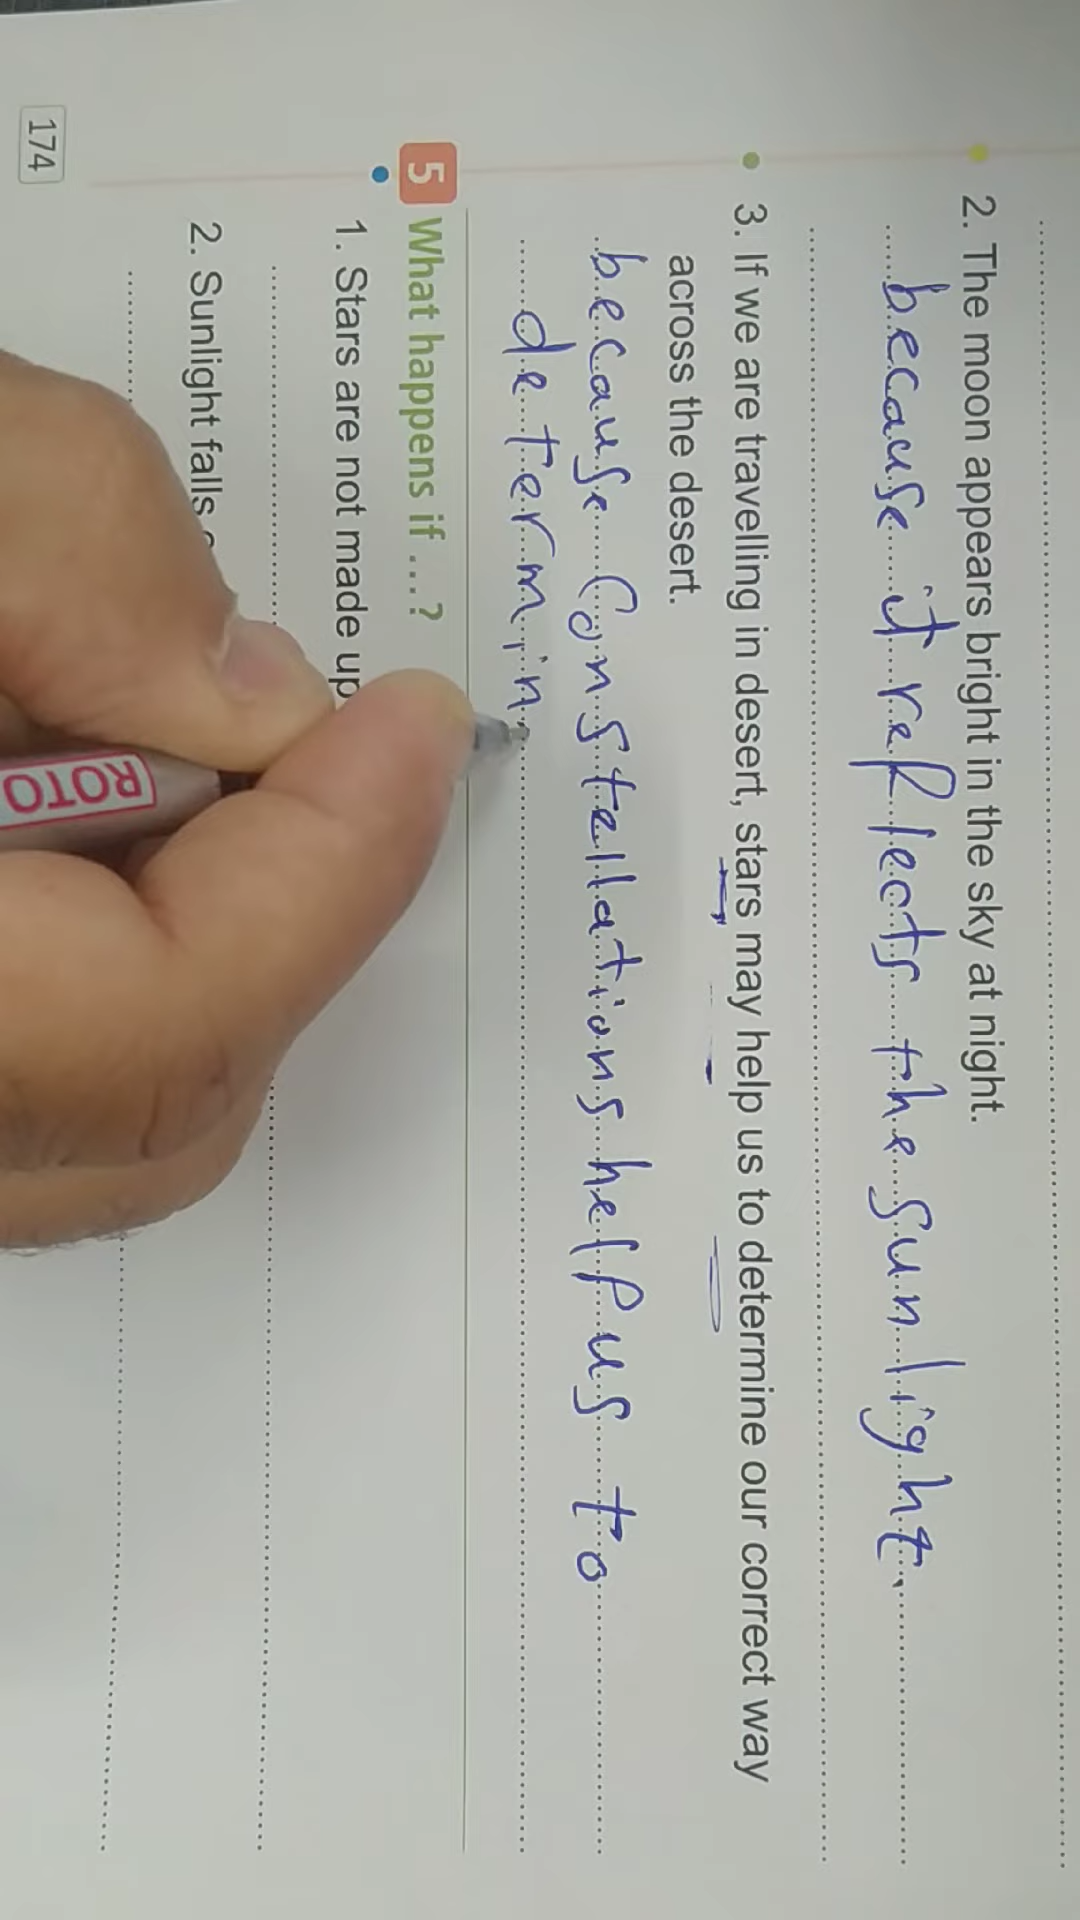 2. The moon appears bright in the sky at night.
because it reflects the sunlight.
3. If we are travelling in desert, stars may help us to determine our correct way
across the desert.
because Constellations help us to
determin
5 What happens if ...?
1. Stars are not made up
2. Sunlight falls
174
ROTO